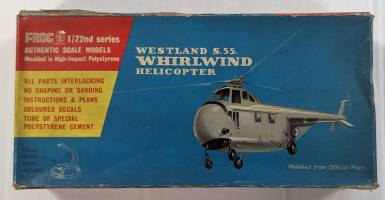 FROG 1/72nd series
AUTHENTIC SCALE MODELS
Moulded in High-Impact Polystyrene
ALL PARTS INTERLOCKING
NO SHAPING OR SANDING
INSTRUCTIONS & PLANS
COLOURED DECALS
TUBE OF SPECIAL
POLYSTYRENE CEMENT
WESTLAND S.55.
WHIRLWIND
HELICOPTER
Modelled from Official Plans